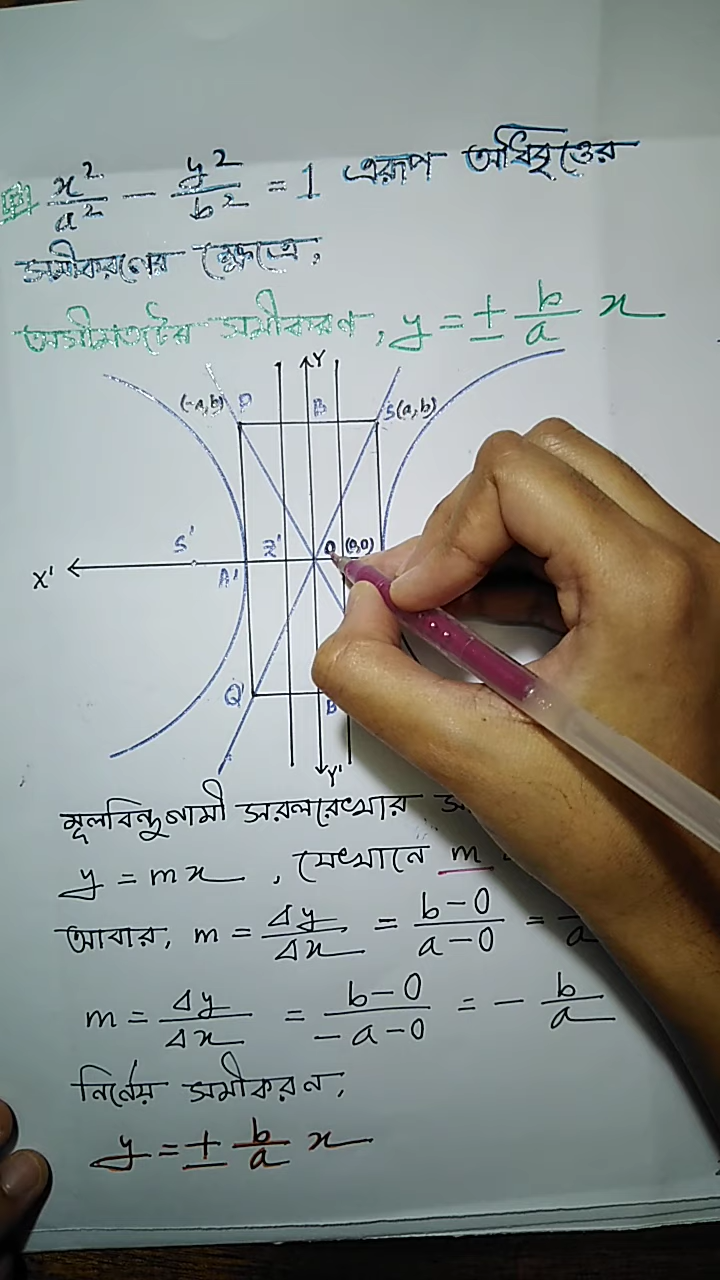 x²/a² − y²/b² = 1 এরূপ অধিবৃত্তের
সমীকরণের ক্ষেত্রে,
অসীমতটের সমীকরণ, y = ± b/a x
Y
(-a,b) P B S(a,b)
S' Z' O (0,0)
X' A'
Q B
Y'
মূলবিন্দুগামী সরলরেখার
y = mx , যেখানে m
আবার, m = Δy/Δx = (b−0)/(a−0) =
m = Δy/Δx = (b−0)/(−a−0) = − b/a
নির্ণেয় সমীকরণ,
y = ± b/a x